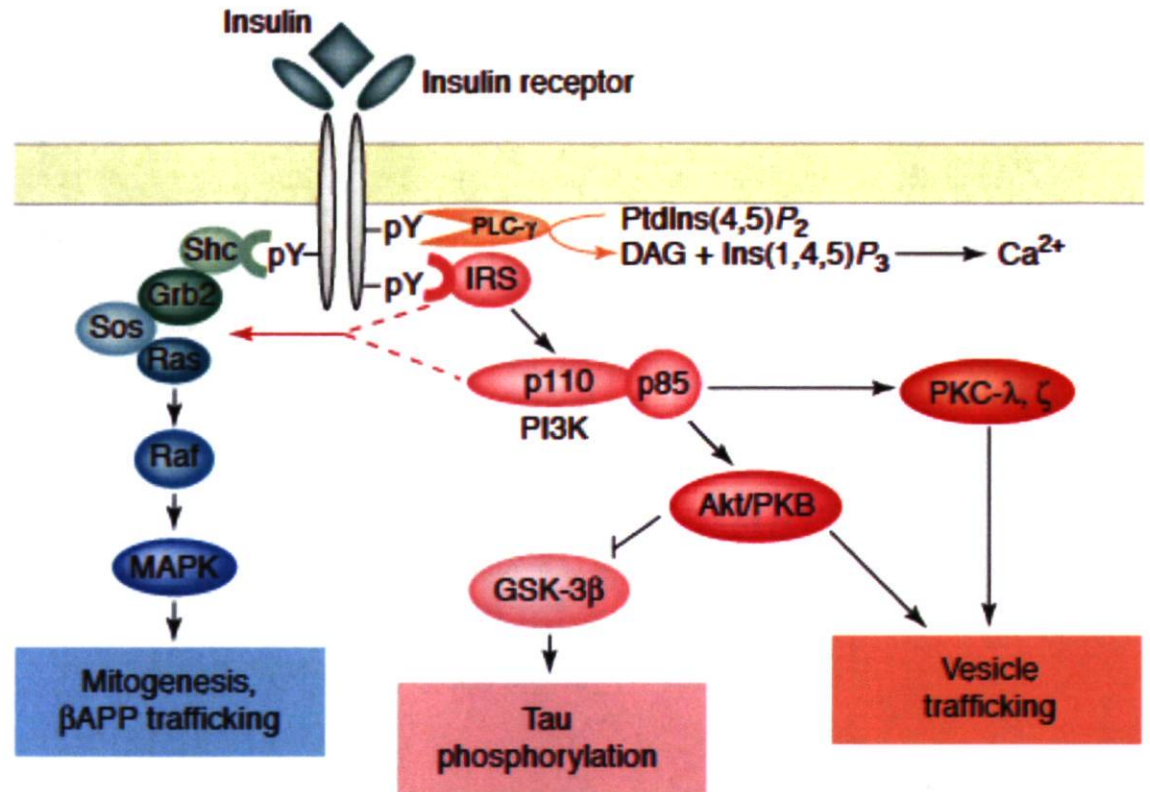 Insulin
Insulin receptor
pY
PLC-γ
PtdIns(4,5)P₂
DAG + Ins(1,4,5)P₃
Ca²⁺
Shc
pY
pY
IRS
Grb2
Sos
Ras
p110
p85
PI3K
PKC-λ, ζ
Raf
Akt/PKB
MAPK
GSK-3β
Mitogenesis,
βAPP trafficking
Tau
phosphorylation
Vesicle
trafficking